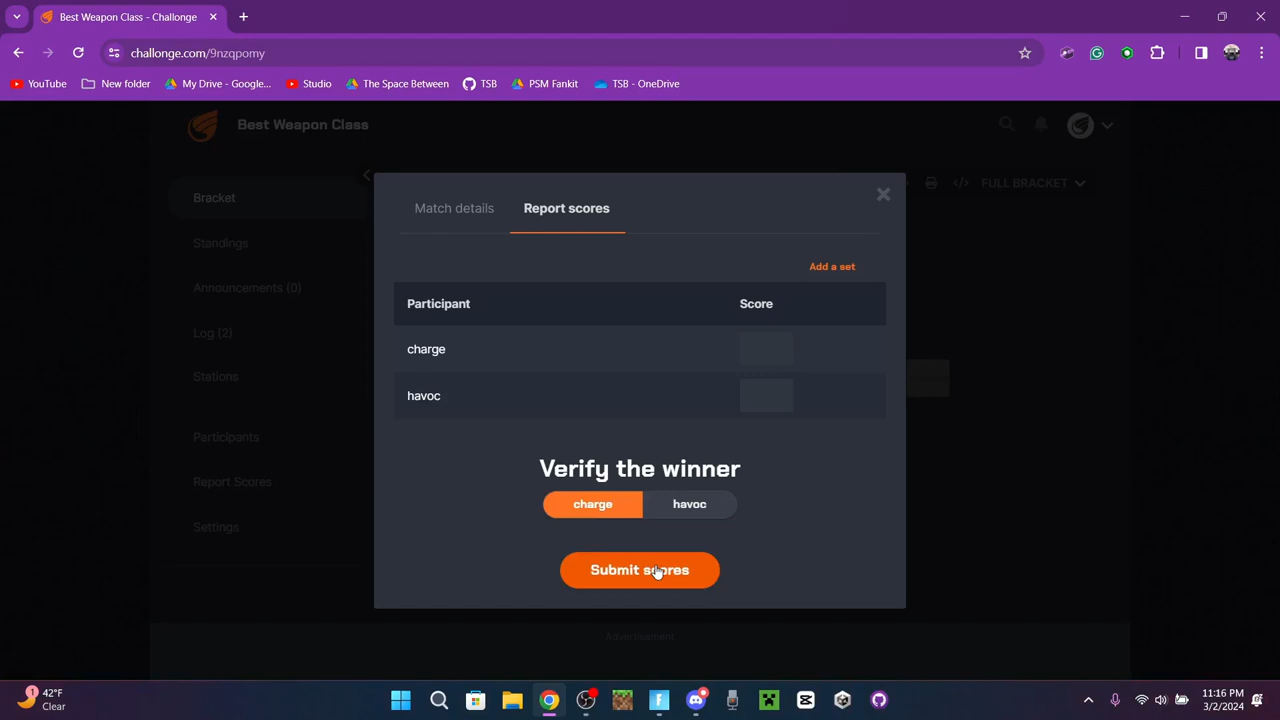 Best Weapon Class - Challonge
challonge.com/9nzqpomy
YouTube New folder My Drive - Google... Studio The Space Between TSB PSM Fankit TSB - OneDrive
Best Weapon Class
Bracket
FULL BRACKET
Standings
Announcements (0)
Log (2)
Stations
Participants
Report Scores
Settings
Match details Report scores
Add a set
Participant Score
charge
havoc
Verify the winner
charge havoc
Submit scores
Advertisement
1
42°F
Clear
11:16 PM
3/2/2024